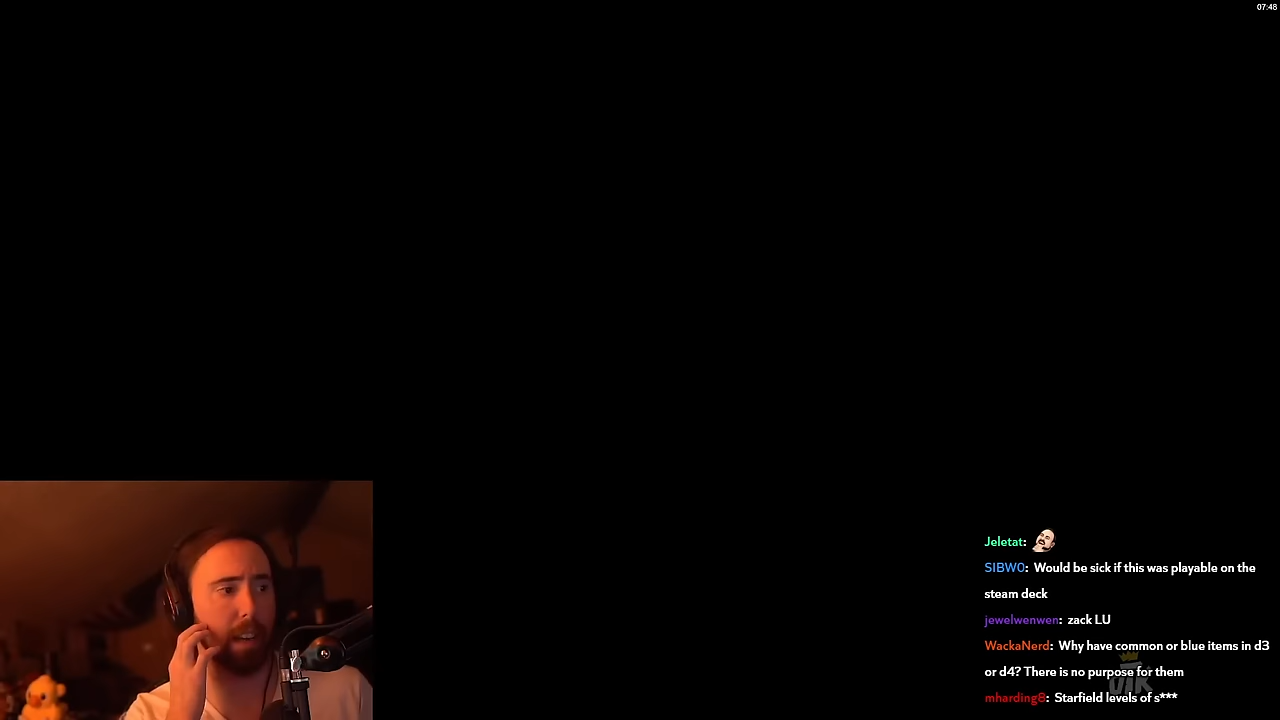 07:48
Jeletat:
SIBW0: Would be sick if this was playable on the
steam deck
jewelwenwen: zack LU
WackaNerd: Why have common or blue items in d3
or d4? There is no purpose for them
mharding8: Starfield levels of s***